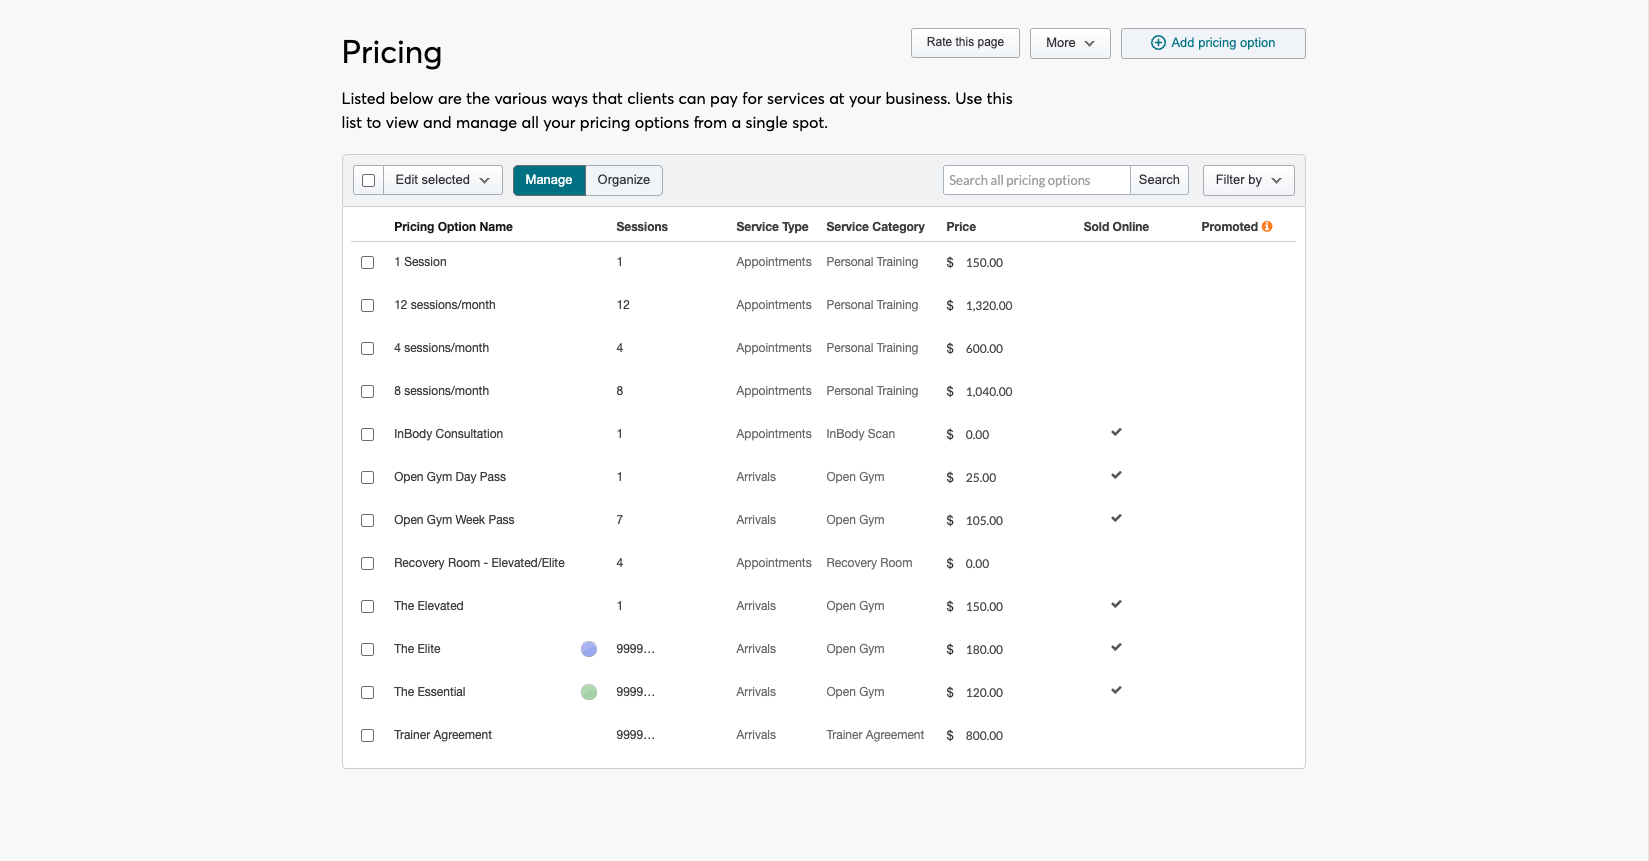 Pricing
Rate this page
More
Add pricing option
Listed below are the various ways that clients can pay for services at your business. Use this
list to view and manage all your pricing options from a single spot.
Edit selected
Manage
Organize
Search all pricing options
Search
Filter by
Pricing Option Name Sessions Service Type Service Category Price Sold Online Promoted
1 Session 1 Appointments Personal Training $ 150.00
12 sessions/month 12 Appointments Personal Training $ 1,320.00
4 sessions/month 4 Appointments Personal Training $ 600.00
8 sessions/month 8 Appointments Personal Training $ 1,040.00
InBody Consultation 1 Appointments InBody Scan $ 0.00
Open Gym Day Pass 1 Arrivals Open Gym $ 25.00
Open Gym Week Pass 7 Arrivals Open Gym $ 105.00
Recovery Room - Elevated/Elite 4 Appointments Recovery Room $ 0.00
The Elevated 1 Arrivals Open Gym $ 150.00
The Elite 9999... Arrivals Open Gym $ 180.00
The Essential 9999... Arrivals Open Gym $ 120.00
Trainer Agreement 9999... Arrivals Trainer Agreement $ 800.00